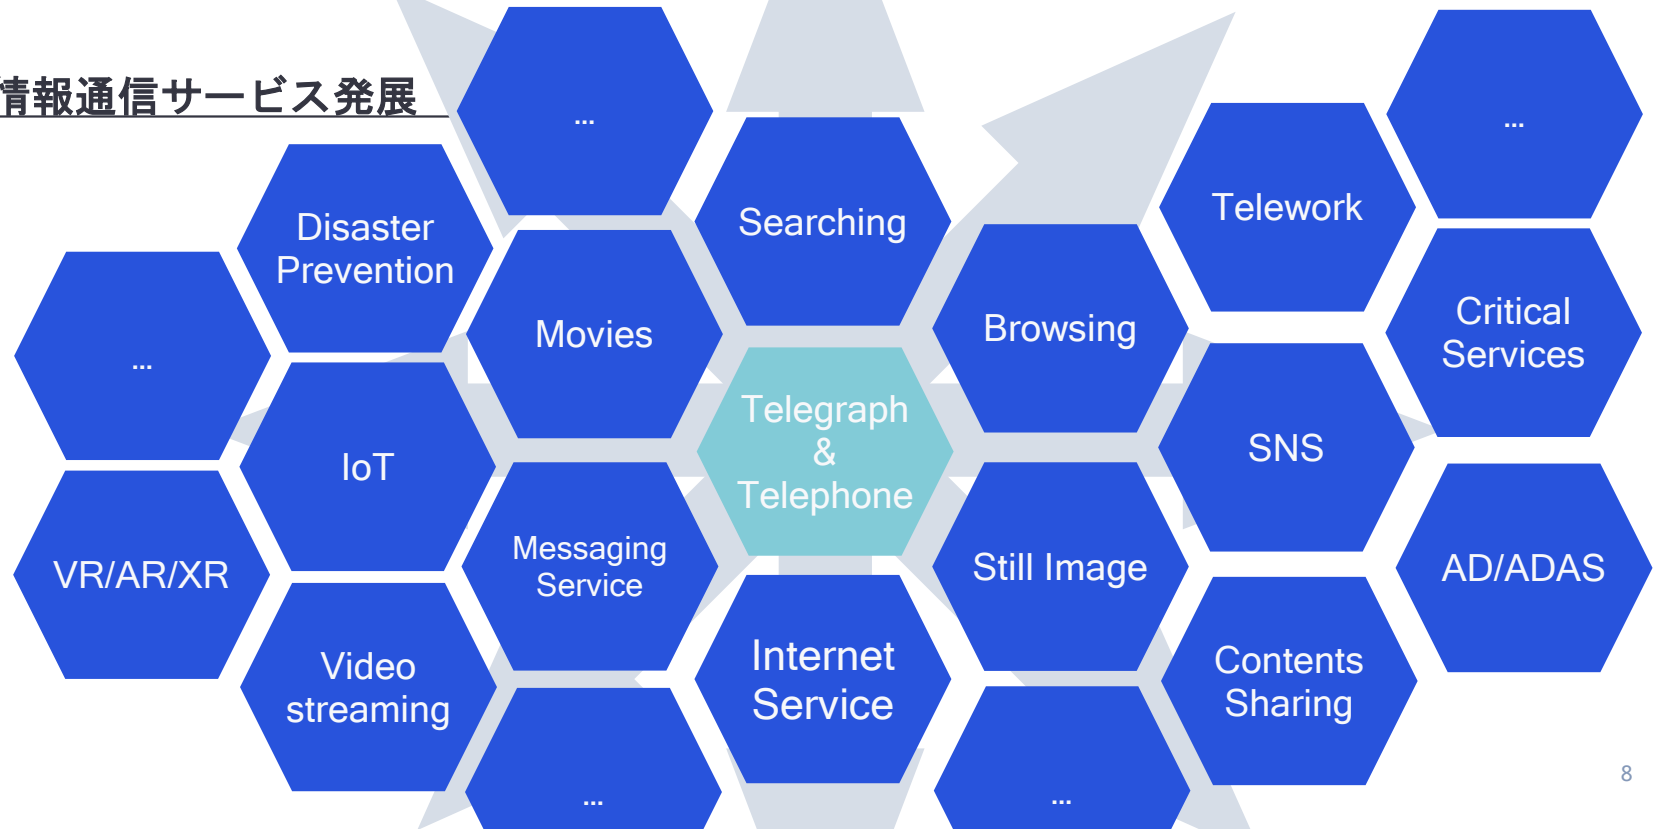 情報通信サービス発展
...
...
Searching
Telework
Disaster
Prevention
Movies
Browsing
Critical
Services
...
Telegraph
&
Telephone
IoT
SNS
Messaging
Service
Still Image
VR/AR/XR
AD/ADAS
Video
streaming
Internet
Service
Contents
Sharing
...
...
8